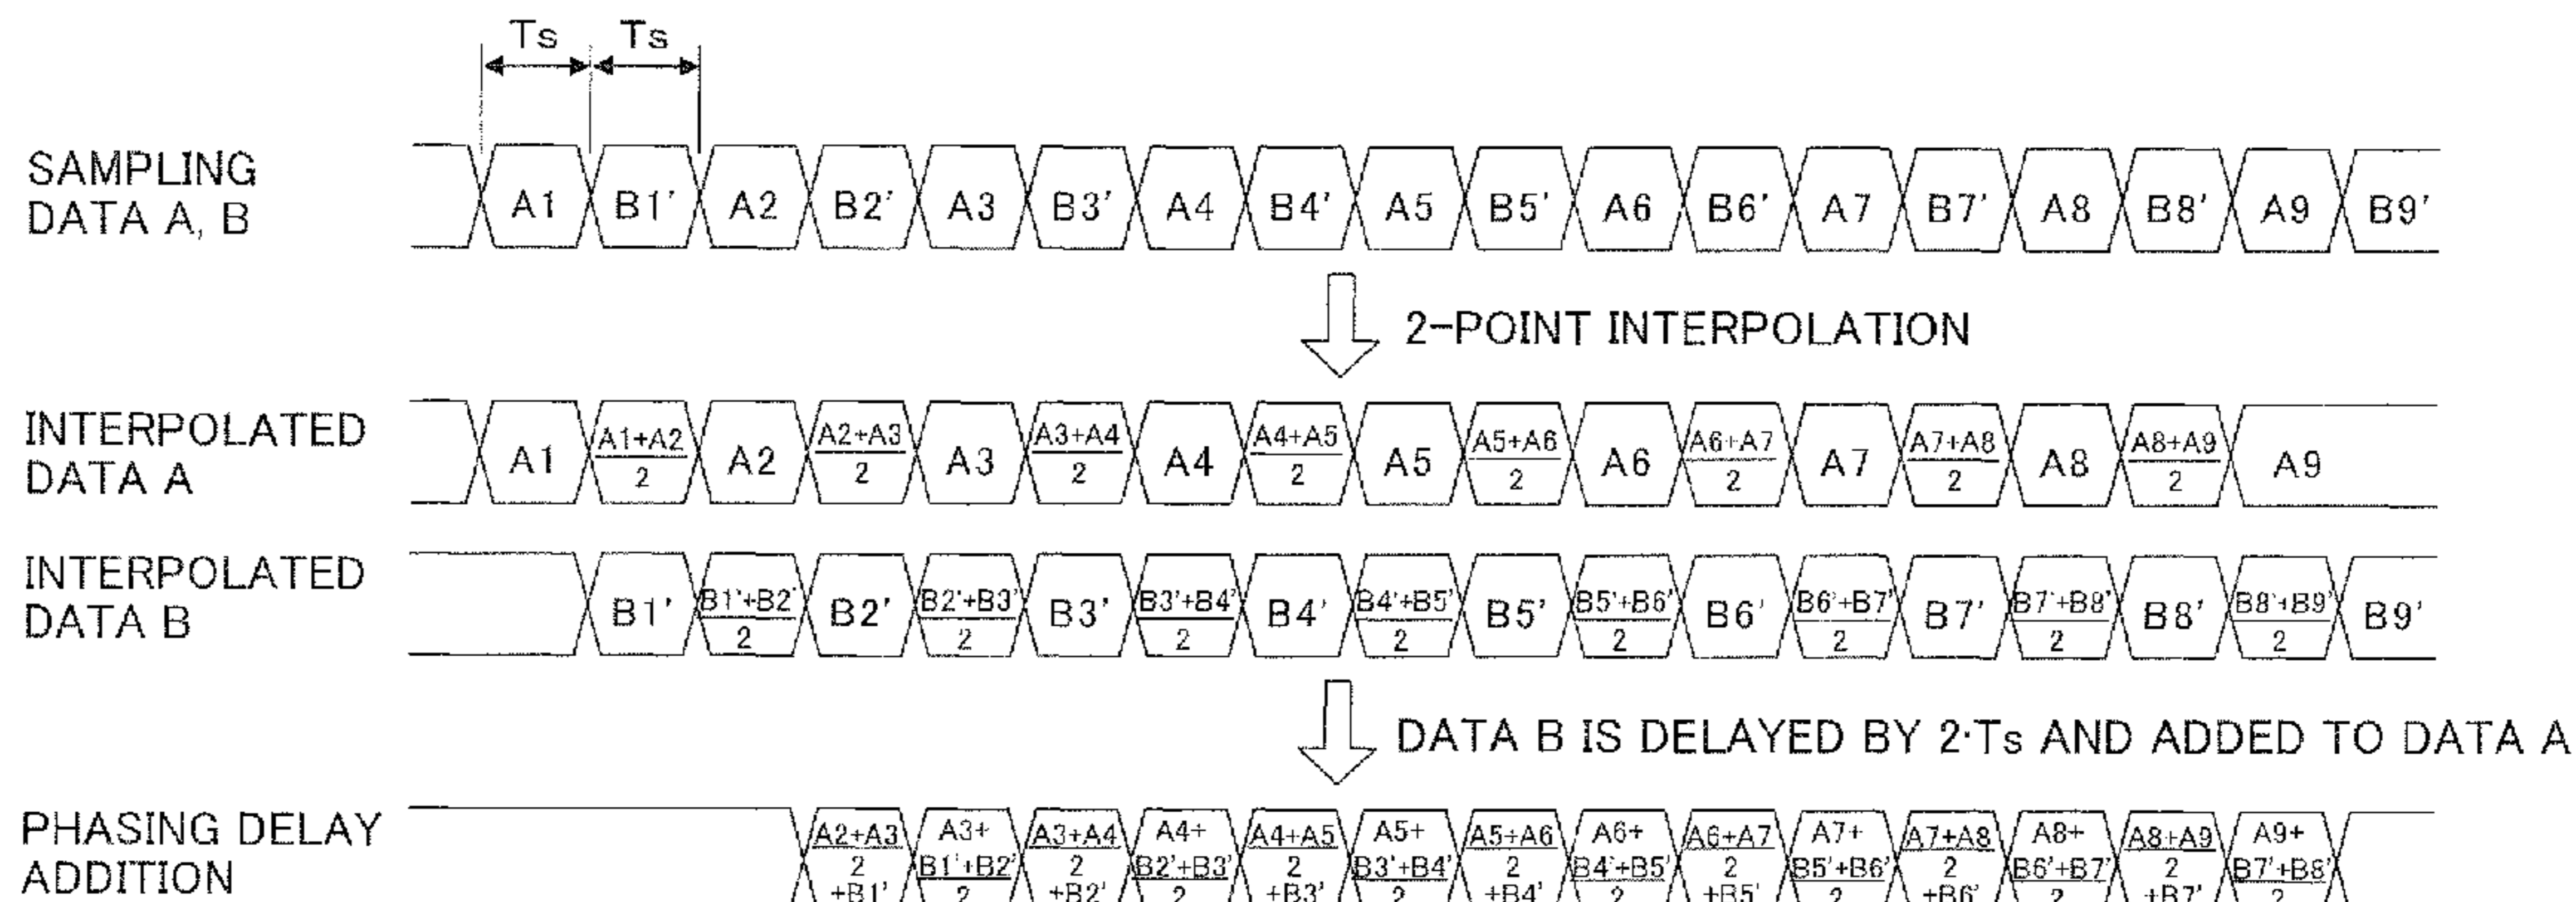 Ts Ts
SAMPLING
DATA A, B
A1 B1' A2 B2' A3 B3' A4 B4' A5 B5' A6 B6' A7 B7' A8 B8' A9 B9'
2-POINT INTERPOLATION
INTERPOLATED
DATA A
A1 A1+A2 A2 A2+A3 A3 A3+A4 A4 A4+A5 A5 A5+A6 A6 A6+A7 A7 A7+A8 A8 A8+A9 A9
2 2 2 2 2 2 2 2
INTERPOLATED
DATA B
B1' B1'+B2' B2' B2'+B3' B3' B3'+B4' B4' B4'+B5' B5' B5'+B6' B6' B6'+B7' B7' B7'+B8' B8' B8'+B9' B9'
2 2 2 2 2 2 2 2
DATA B IS DELAYED BY 2·Ts AND ADDED TO DATA A
PHASING DELAY
ADDITION
A2+A3 A3+ A3+A4 A4+ A4+A5 A5+ A5+A6 A6+ A6+A7 A7+ A7+A8 A8+ A8+A9 A9+
2 B1'+B2' 2 B2'+B3' 2 B3'+B4' 2 B4'+B5' 2 B5'+B6' 2 B6'+B7' 2 B7'+B8'
+B1' 2 +B2' 2 +B3' 2 +B4' 2 +B5' 2 +B6' 2 +B7' 2